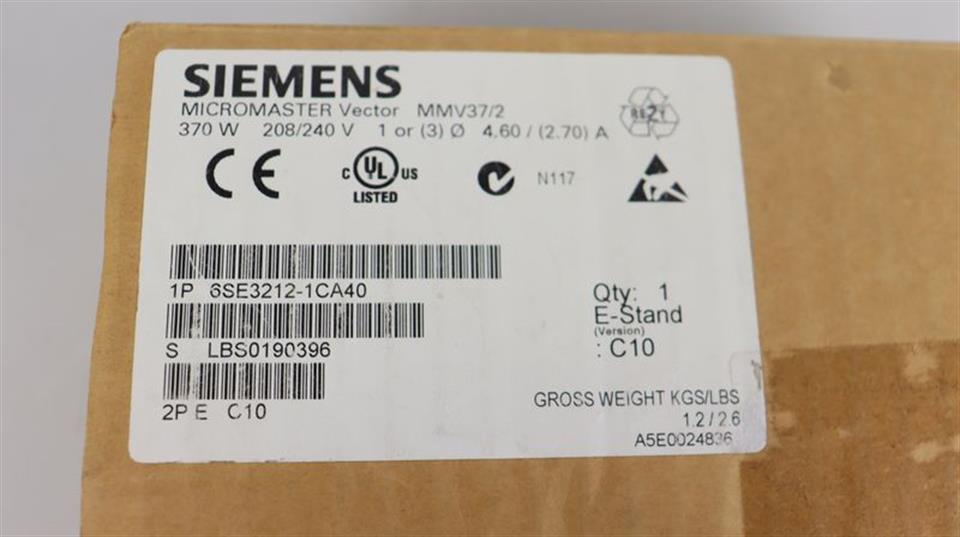 SIEMENS
MICROMASTER Vector MMV37/2
370 W 208/240 V 1 or (3) Ø 4.60 / (2.70) A
RESY
CE
C UL US
LISTED
N117
1P 6SE3212-1CA40
S LBS0190396
2P E C10
Qty: 1
E-Stand
(Version)
: C10
GROSS WEIGHT KGS/LBS
1.2 / 2.6
A5E0024836